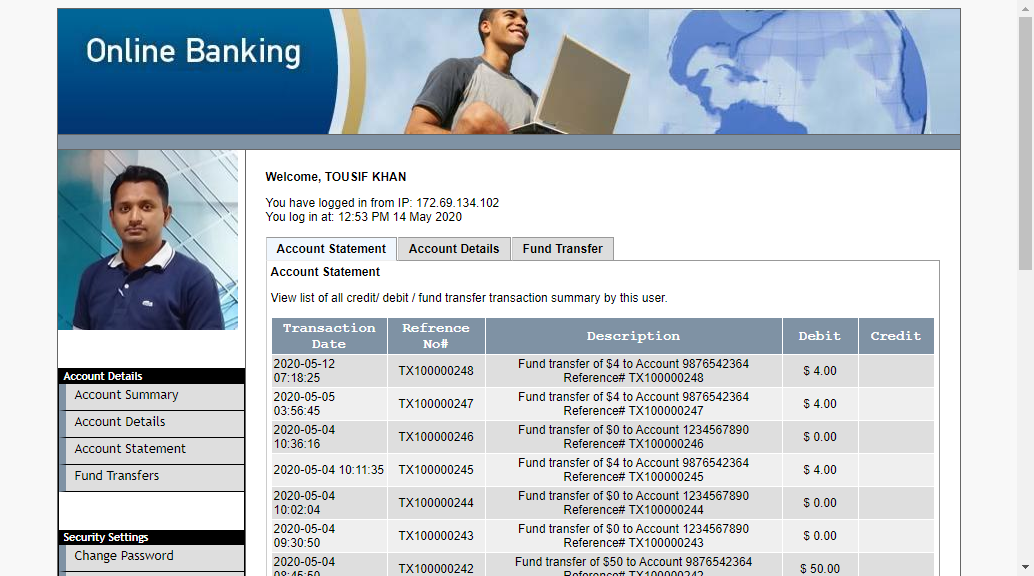 Online Banking
Welcome, TOUSIF KHAN
You have logged in from IP: 172.69.134.102
You log in at: 12:53 PM 14 May 2020
Account Details
Account Summary
Account Details
Account Statement
Fund Transfers
Security Settings
Change Password
Account Statement Account Details Fund Transfer
Account Statement
View list of all credit/ debit / fund transfer transaction summary by this user.
Transaction Date Refrence No# Description Debit Credit
2020-05-12 07:18:25 TX100000248 Fund transfer of $4 to Account 9876542364 Reference# TX100000248 $ 4.00
2020-05-05 03:56:45 TX100000247 Fund transfer of $4 to Account 9876542364 Reference# TX100000247 $ 4.00
2020-05-04 10:36:16 TX100000246 Fund transfer of $0 to Account 1234567890 Reference# TX100000246 $ 0.00
2020-05-04 10:11:35 TX100000245 Fund transfer of $4 to Account 9876542364 Reference# TX100000245 $ 4.00
2020-05-04 10:02:04 TX100000244 Fund transfer of $0 to Account 1234567890 Reference# TX100000244 $ 0.00
2020-05-04 09:30:50 TX100000243 Fund transfer of $0 to Account 1234567890 Reference# TX100000243 $ 0.00
2020-05-04 08:45:50 TX100000242 Fund transfer of $50 to Account 9876542364 Reference# TX100000242 $ 50.00